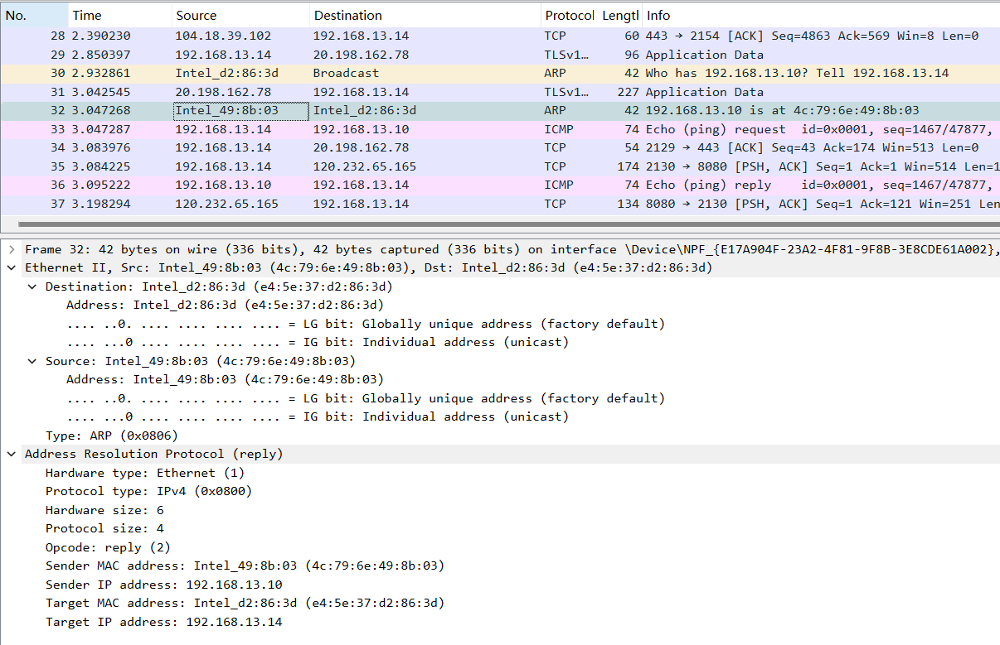 No. Time Source Destination Protocol Lengtl Info
28 2.390230 104.18.39.102 192.168.13.14 TCP 60 443 → 2154 [ACK] Seq=4863 Ack=569 Win=8 Len=0
29 2.850397 192.168.13.14 20.198.162.78 TLSv1… 96 Application Data
30 2.932861 Intel_d2:86:3d Broadcast ARP 42 Who has 192.168.13.10? Tell 192.168.13.14
31 3.042545 20.198.162.78 192.168.13.14 TLSv1… 227 Application Data
32 3.047268 Intel_49:8b:03 Intel_d2:86:3d ARP 42 192.168.13.10 is at 4c:79:6e:49:8b:03
33 3.047287 192.168.13.14 192.168.13.10 ICMP 74 Echo (ping) request id=0x0001, seq=1467/47877,
34 3.083976 192.168.13.14 20.198.162.78 TCP 54 2129 → 443 [ACK] Seq=43 Ack=174 Win=513 Len=0
35 3.084225 192.168.13.14 120.232.65.165 TCP 174 2130 → 8080 [PSH, ACK] Seq=1 Ack=1 Win=514 Len=1
36 3.095222 192.168.13.10 192.168.13.14 ICMP 74 Echo (ping) reply id=0x0001, seq=1467/47877,
37 3.198294 120.232.65.165 192.168.13.14 TCP 134 8080 → 2130 [PSH, ACK] Seq=1 Ack=121 Win=251 Len
Frame 32: 42 bytes on wire (336 bits), 42 bytes captured (336 bits) on interface \Device\NPF_{E17A904F-23A2-4F81-9F8B-3E8CDE61A002},
Ethernet II, Src: Intel_49:8b:03 (4c:79:6e:49:8b:03), Dst: Intel_d2:86:3d (e4:5e:37:d2:86:3d)
Destination: Intel_d2:86:3d (e4:5e:37:d2:86:3d)
Address: Intel_d2:86:3d (e4:5e:37:d2:86:3d)
.... ..0. .... .... .... .... = LG bit: Globally unique address (factory default)
.... ...0 .... .... .... .... = IG bit: Individual address (unicast)
Source: Intel_49:8b:03 (4c:79:6e:49:8b:03)
Address: Intel_49:8b:03 (4c:79:6e:49:8b:03)
.... ..0. .... .... .... .... = LG bit: Globally unique address (factory default)
.... ...0 .... .... .... .... = IG bit: Individual address (unicast)
Type: ARP (0x0806)
Address Resolution Protocol (reply)
Hardware type: Ethernet (1)
Protocol type: IPv4 (0x0800)
Hardware size: 6
Protocol size: 4
Opcode: reply (2)
Sender MAC address: Intel_49:8b:03 (4c:79:6e:49:8b:03)
Sender IP address: 192.168.13.10
Target MAC address: Intel_d2:86:3d (e4:5e:37:d2:86:3d)
Target IP address: 192.168.13.14